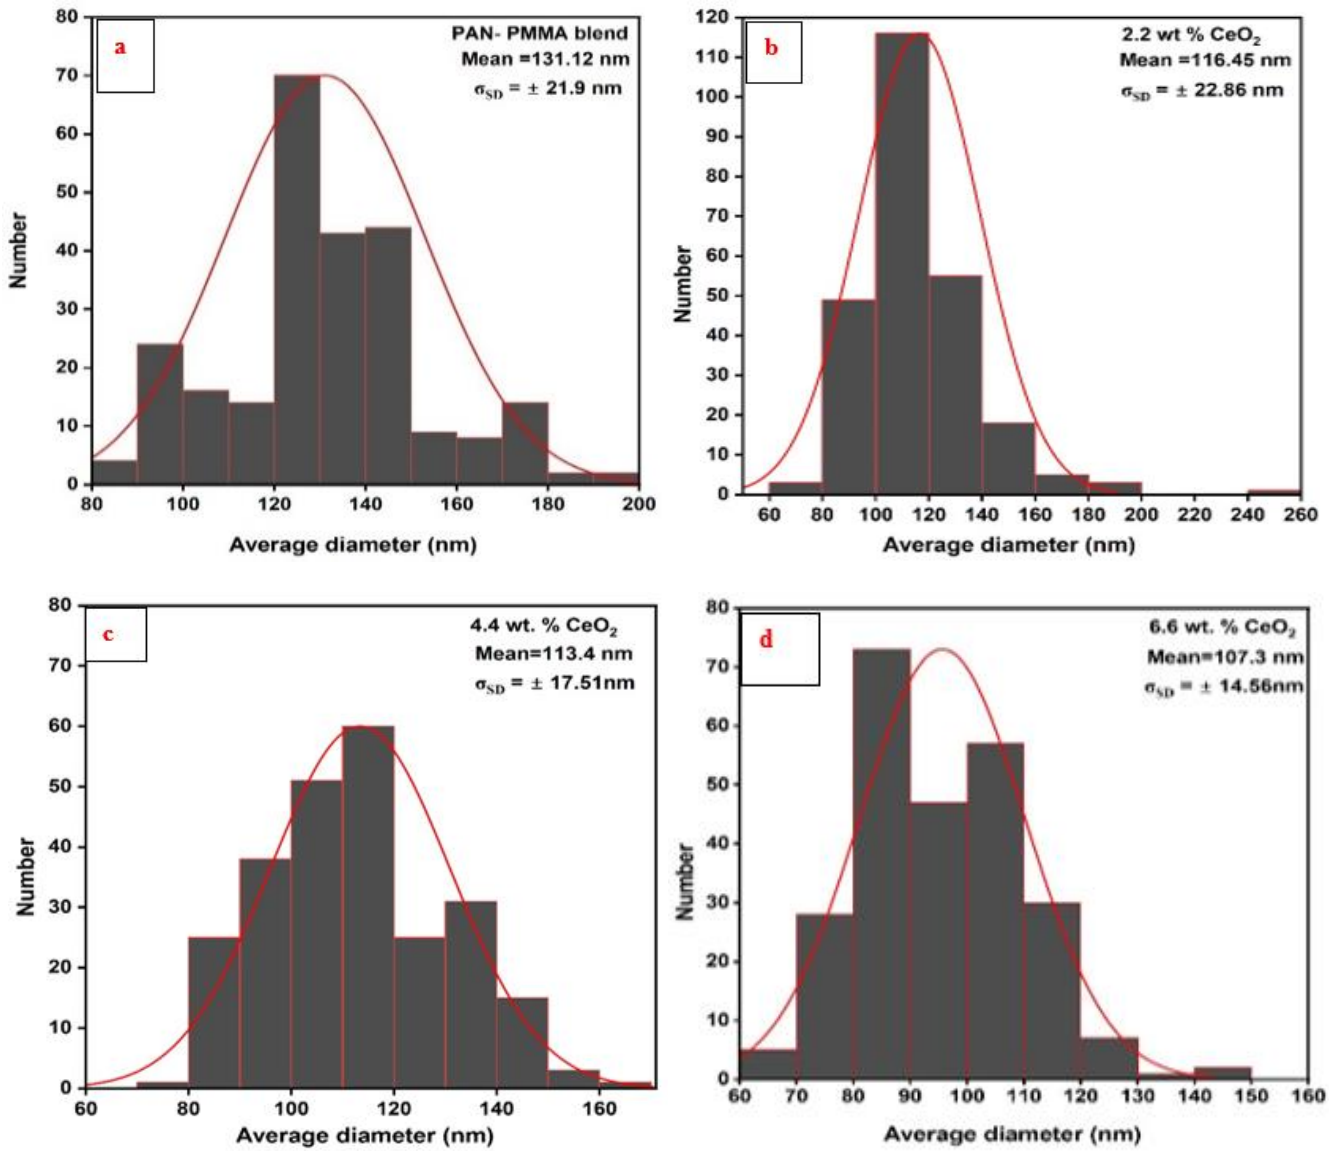 a
PAN- PMMA blend
Mean =131.12 nm
σSD = ± 21.9 nm
80
70
60
50
40
30
20
10
0
Number
80 100 120 140 160 180 200
Average diameter (nm)
b
2.2 wt % CeO₂
Mean =116.45 nm
σSD = ± 22.86 nm
120
110
100
90
80
70
60
50
40
30
20
10
0
Number
60 80 100 120 140 160 180 200 220 240 260
Average diameter (nm)
c
4.4 wt. % CeO₂
Mean=113.4 nm
σSD = ± 17.51nm
80
70
60
50
40
30
20
10
0
Number
60 80 100 120 140 160
Average diameter (nm)
d
6.6 wt. % CeO₂
Mean=107.3 nm
σSD = ± 14.56nm
80
70
60
50
40
30
20
10
0
Number
60 70 80 90 100 110 120 130 140 150 160
Average diameter (nm)